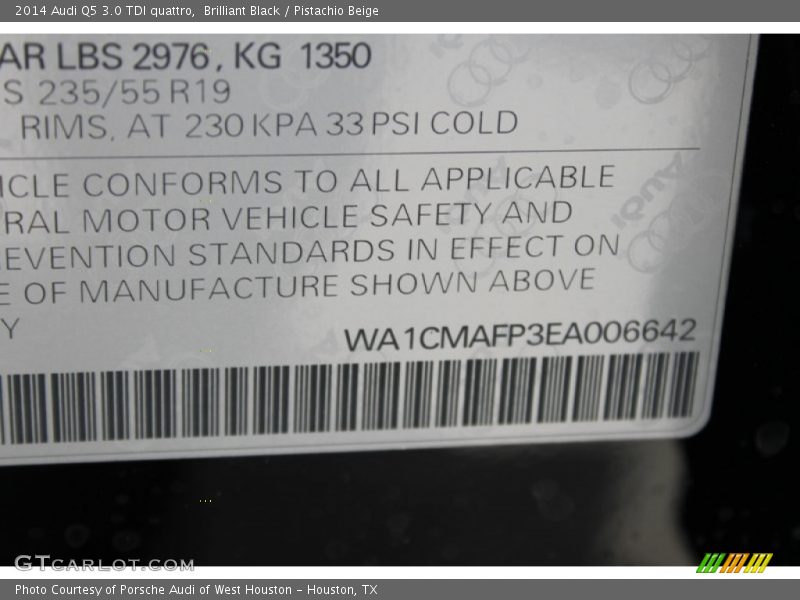 2014 Audi Q5 3.0 TDI quattro, Brilliant Black / Pistachio Beige
AR LBS 2976, KG 1350
S 235/55 R19
RIMS, AT 230 KPA 33 PSI COLD
ICLE CONFORMS TO ALL APPLICABLE
RAL MOTOR VEHICLE SAFETY AND
EVENTION STANDARDS IN EFFECT ON
E OF MANUFACTURE SHOWN ABOVE
Y
WA1CMAFP3EA006642
Audi
GTCARLOT.COM
Photo Courtesy of Porsche Audi of West Houston - Houston, TX